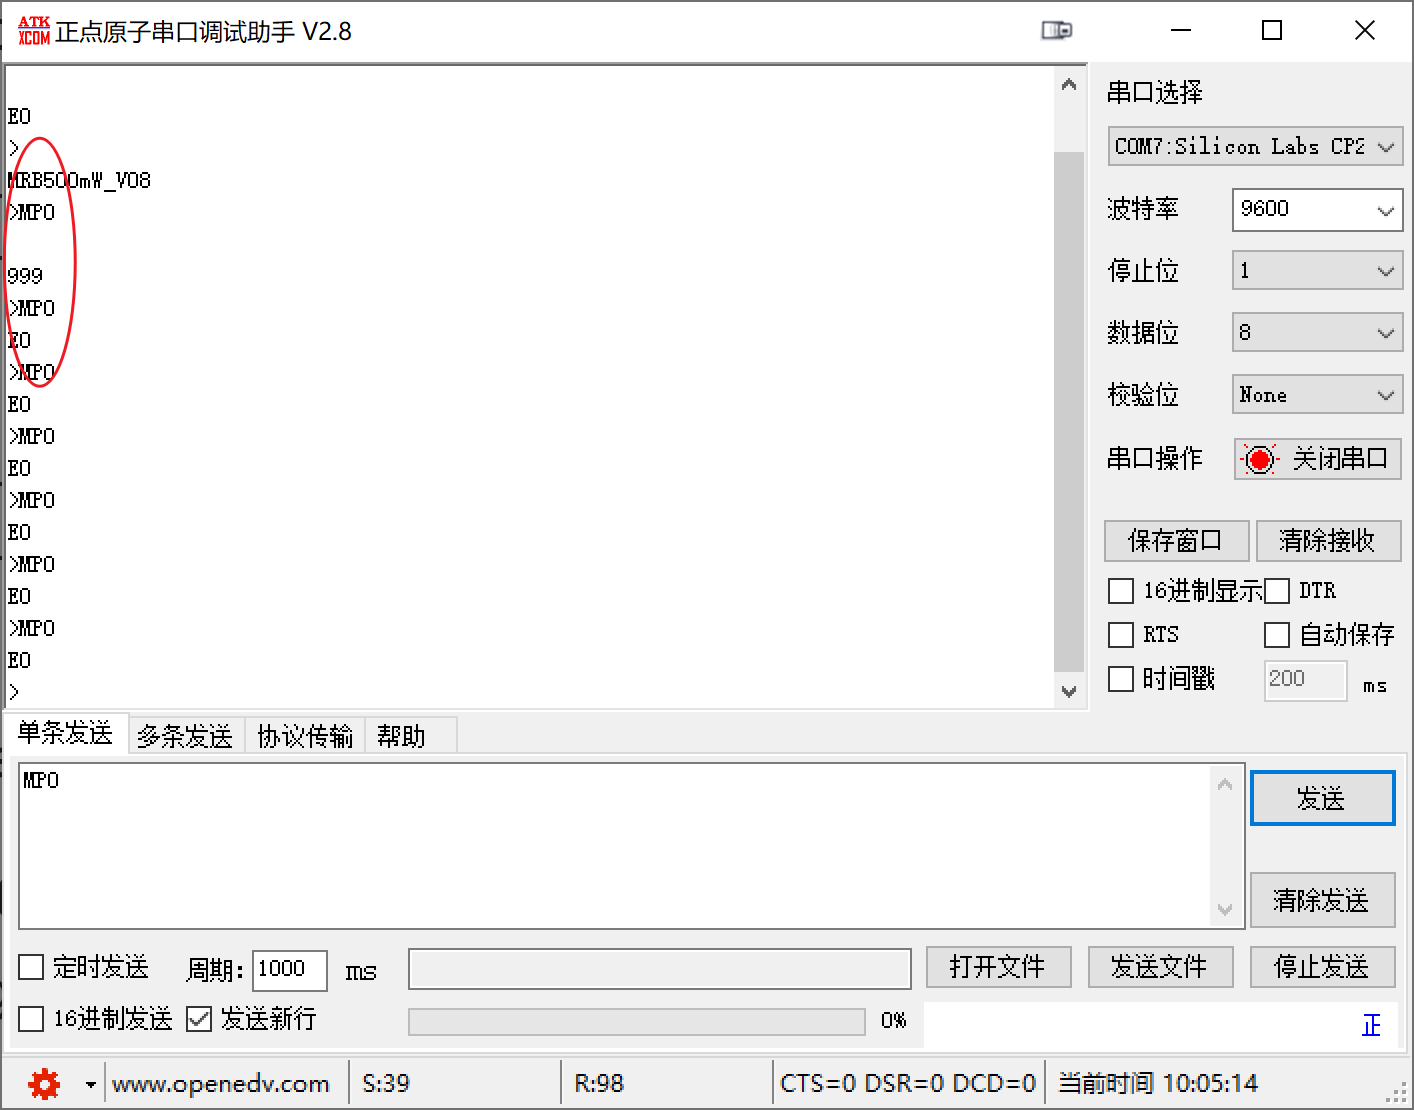 ATK
XCOM 正点原子串口调试助手 V2.8
E0
>
MRB500mW_V08
>MPO
999
>MPO
E0
>MPO
E0
>MPO
E0
>MPO
E0
>MPO
E0
>MPO
E0
>
串口选择
COM7:Silicon Labs CP2
波特率 9600
停止位 1
数据位 8
校验位 None
串口操作 关闭串口
保存窗口 清除接收
16进制显示 DTR
RTS 自动保存
时间戳 200 ms
单条发送 多条发送 协议传输 帮助
MPO
发送
清除发送
定时发送 周期: 1000 ms 打开文件 发送文件 停止发送
16进制发送 发送新行 0% 正
www.openedv.com S:39 R:98 CTS=0 DSR=0 DCD=0 当前时间 10:05:14